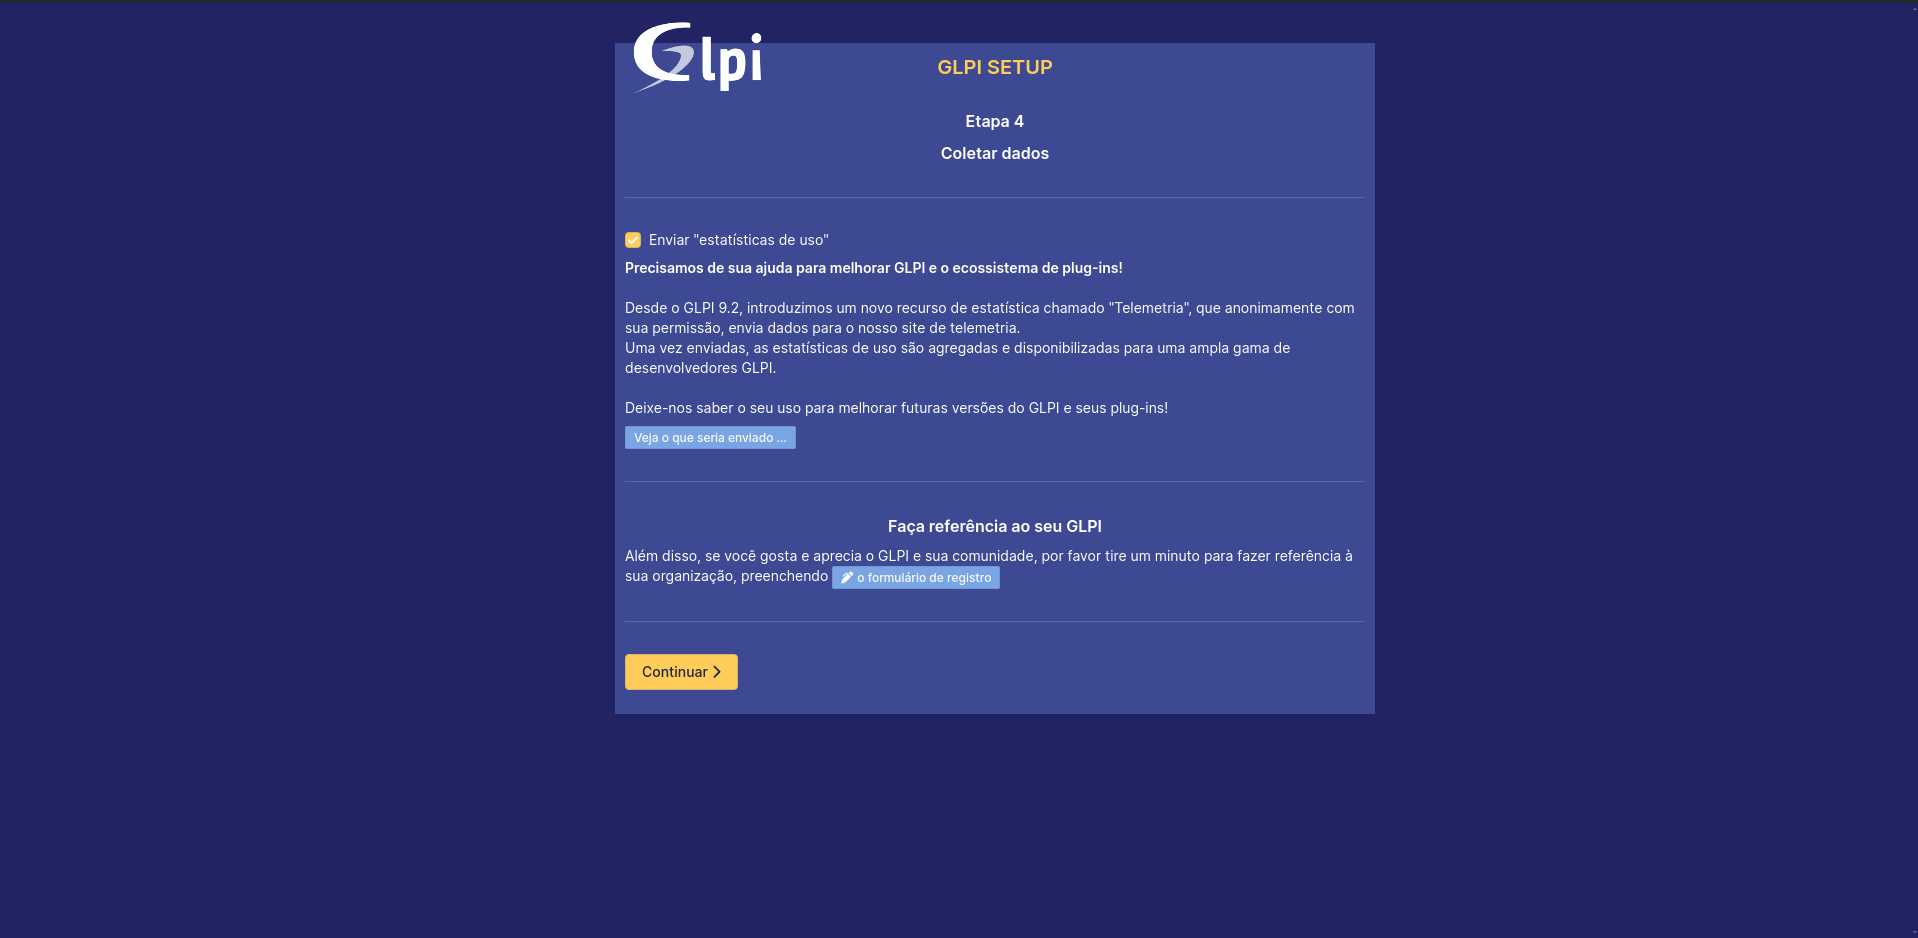 Glpi
GLPI SETUP
Etapa 4
Coletar dados
Enviar "estatísticas de uso"
Precisamos de sua ajuda para melhorar GLPI e o ecossistema de plug-ins!
Desde o GLPI 9.2, introduzimos um novo recurso de estatística chamado "Telemetria", que anonimamente com
sua permissão, envia dados para o nosso site de telemetria.
Uma vez enviadas, as estatísticas de uso são agregadas e disponibilizadas para uma ampla gama de
desenvolvedores GLPI.
Deixe-nos saber o seu uso para melhorar futuras versões do GLPI e seus plug-ins!
Veja o que seria enviado ...
Faça referência ao seu GLPI
Além disso, se você gosta e aprecia o GLPI e sua comunidade, por favor tire um minuto para fazer referência à
sua organização, preenchendo o formulário de registro
Continuar